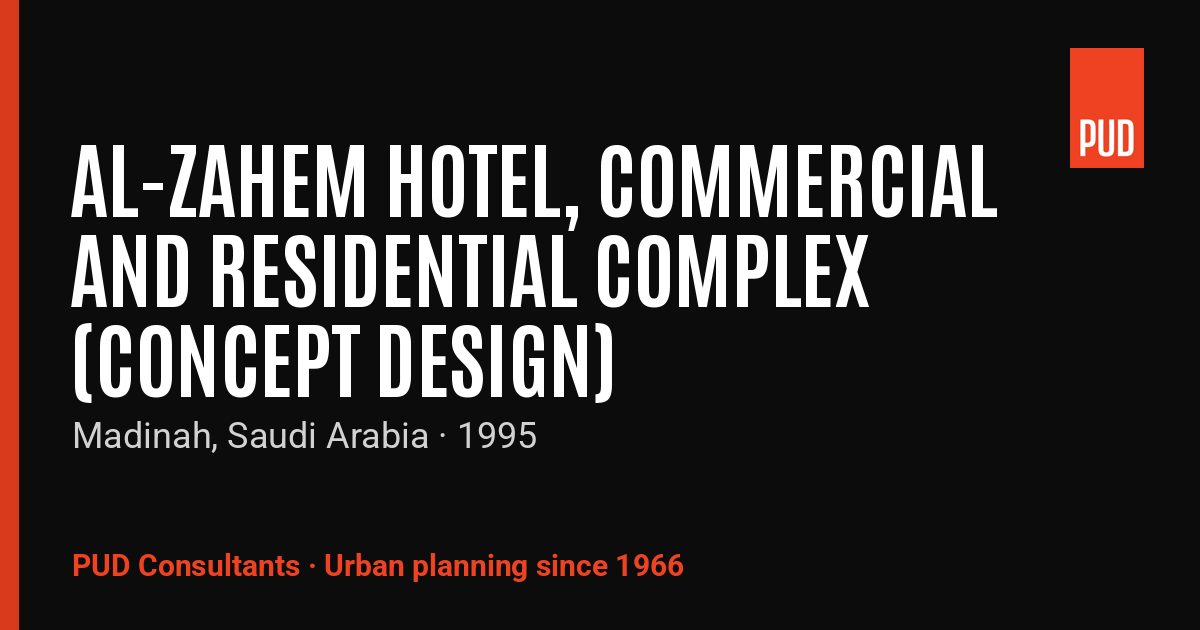 PUD
AL-ZAHEM HOTEL, COMMERCIAL
AND RESIDENTIAL COMPLEX
(CONCEPT DESIGN)
Madinah, Saudi Arabia · 1995
PUD Consultants · Urban planning since 1966